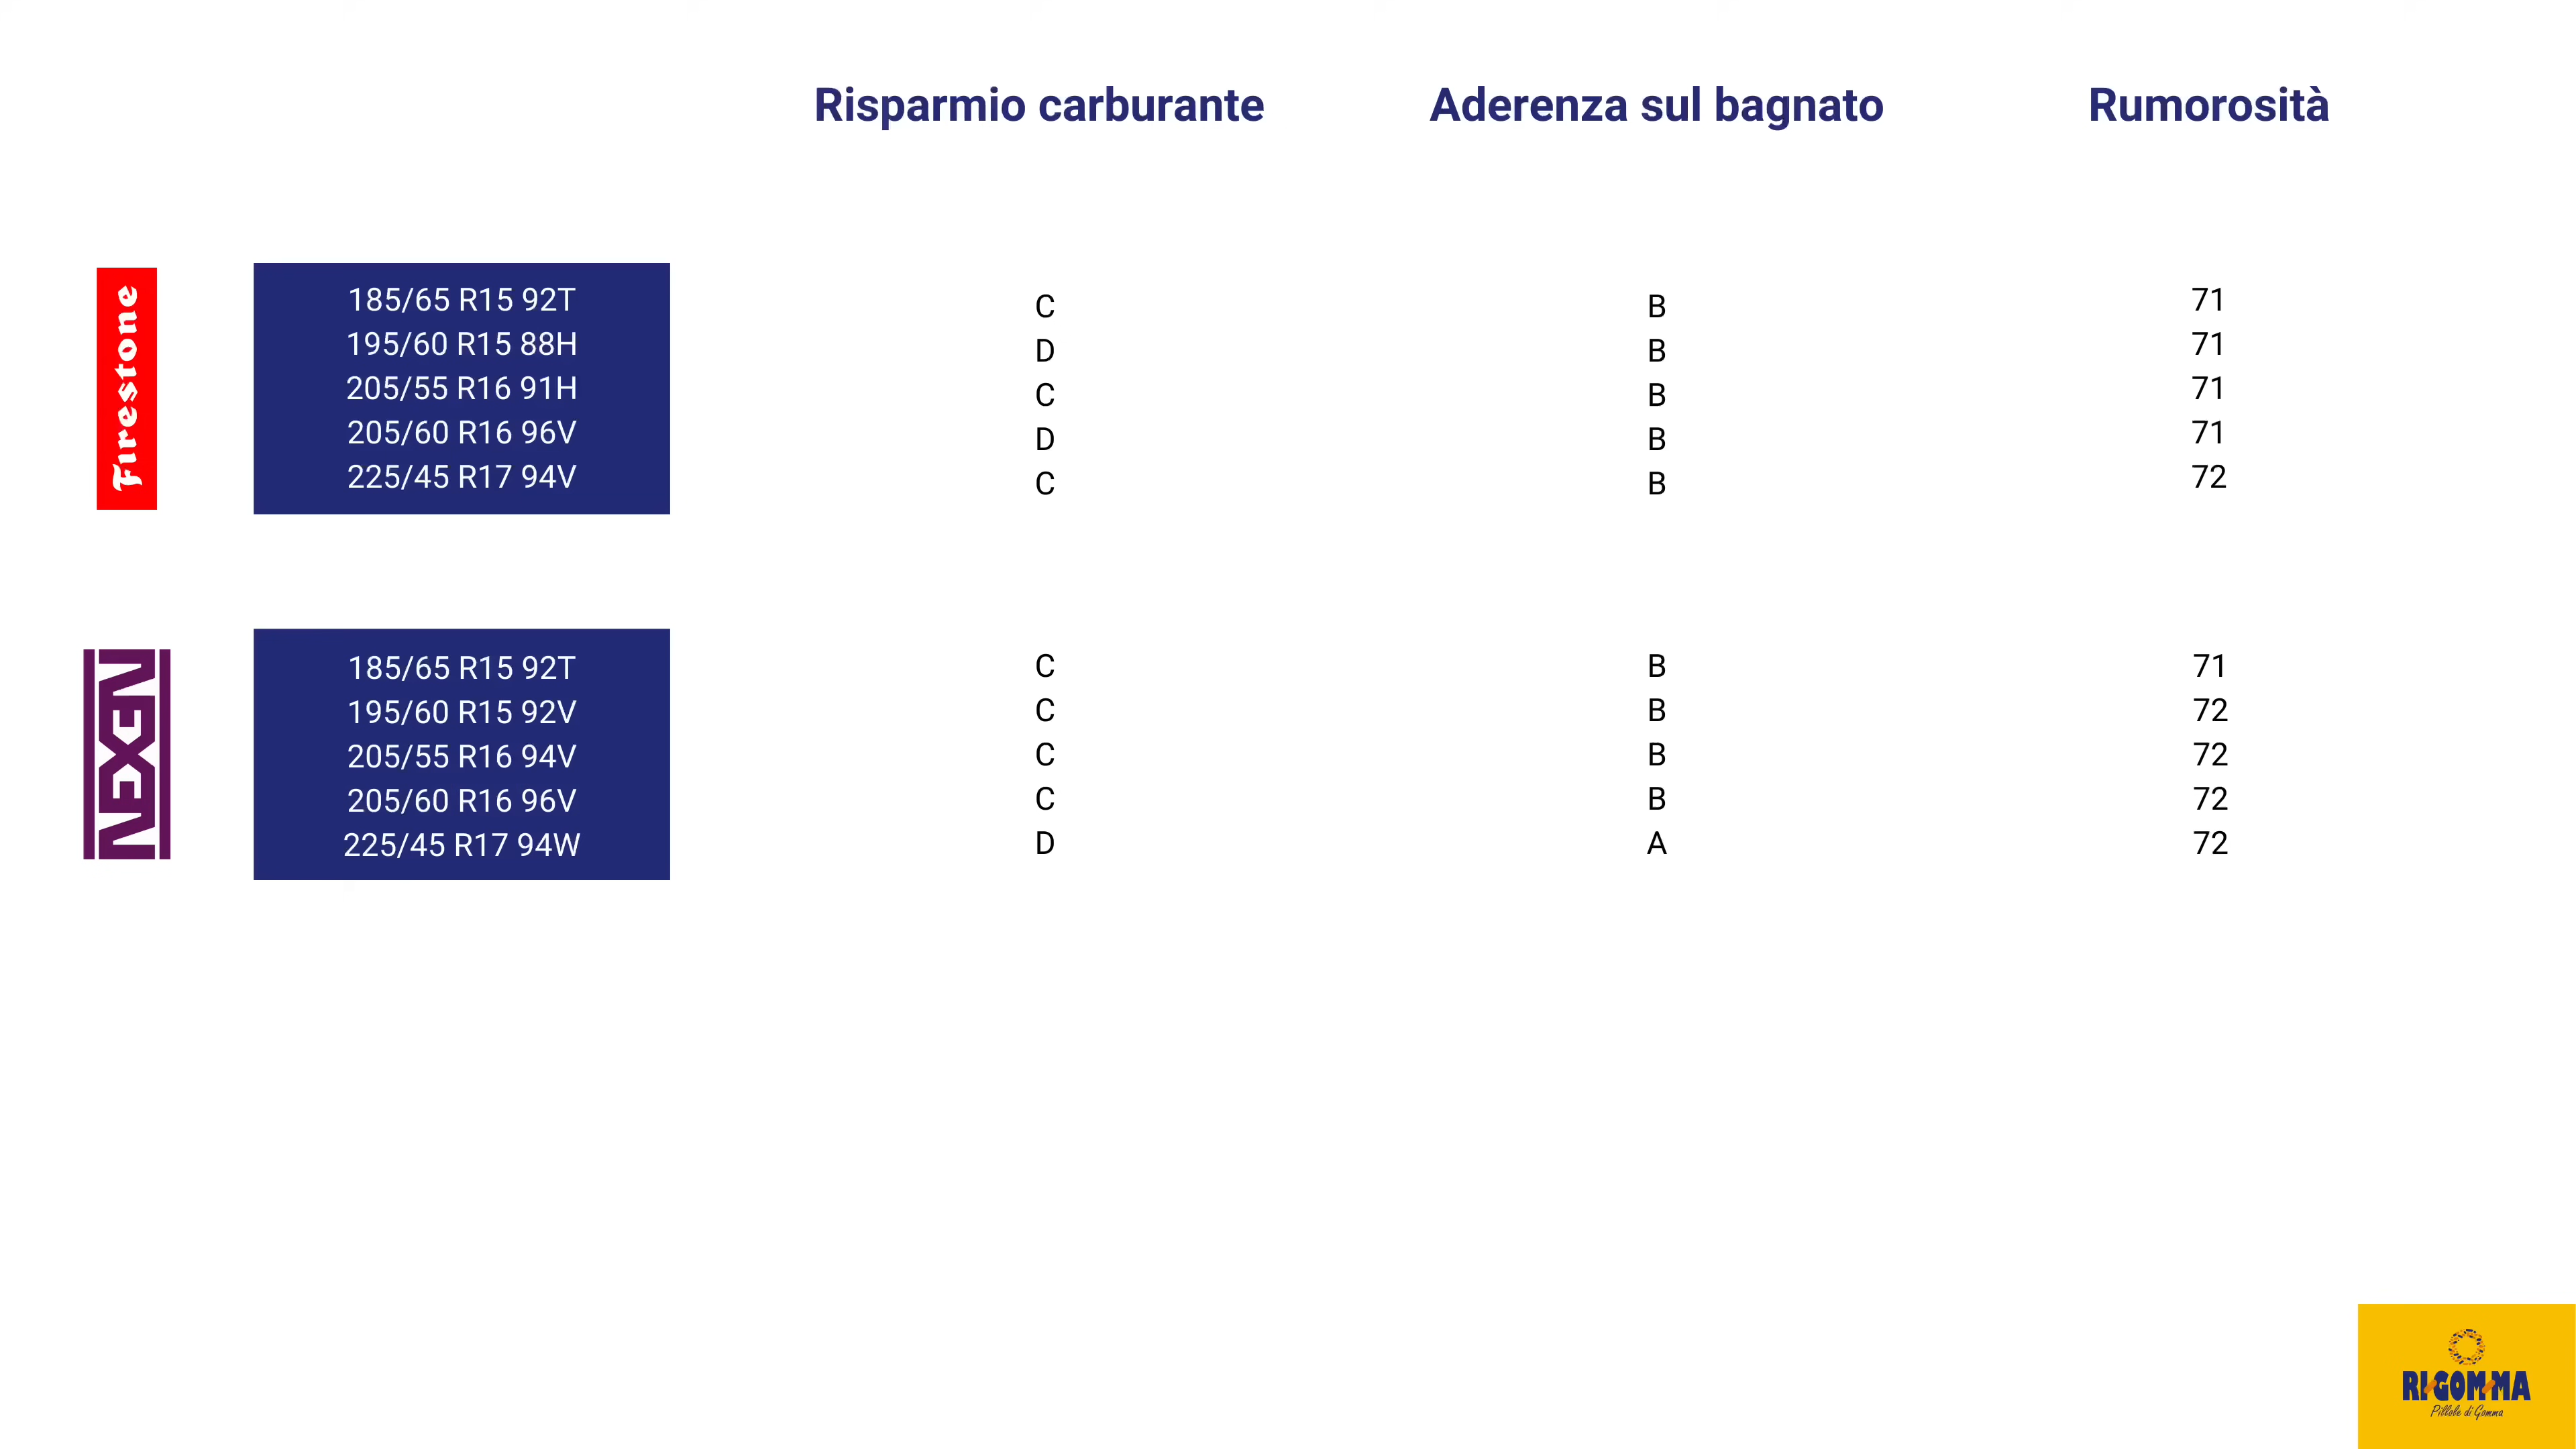 Risparmio carburante Aderenza sul bagnato Rumorosità
Firestone
185/65 R15 92T C B 71
195/60 R15 88H D B 71
205/55 R16 91H C B 71
205/60 R16 96V D B 71
225/45 R17 94V C B 72
NEXEN
185/65 R15 92T C B 71
195/60 R15 92V C B 72
205/55 R16 94V C B 72
205/60 R16 96V C B 72
225/45 R17 94W D A 72
RI-GOM-MA
Pillole di Gomma